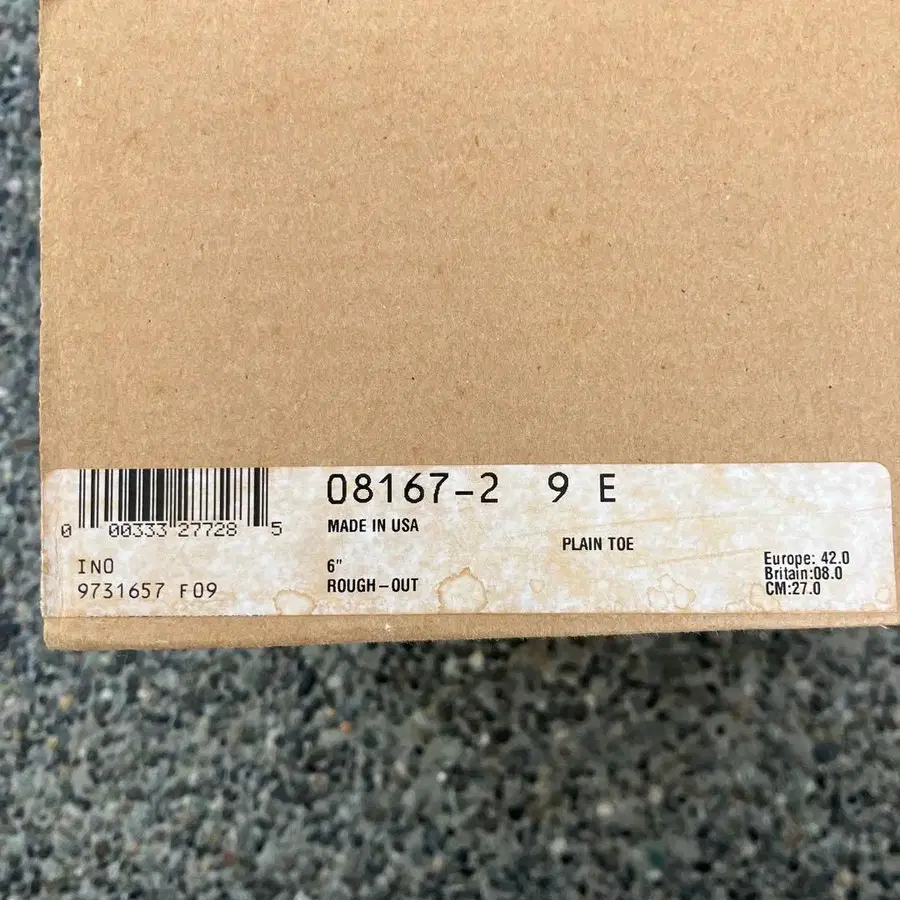 08167-2 9 E
0 00333 27728 5
MADE IN USA
PLAIN TOE
INO
6"
Europe: 42.0
9731657 F09
ROUGH-OUT
Britain:08.0
CM:27.0